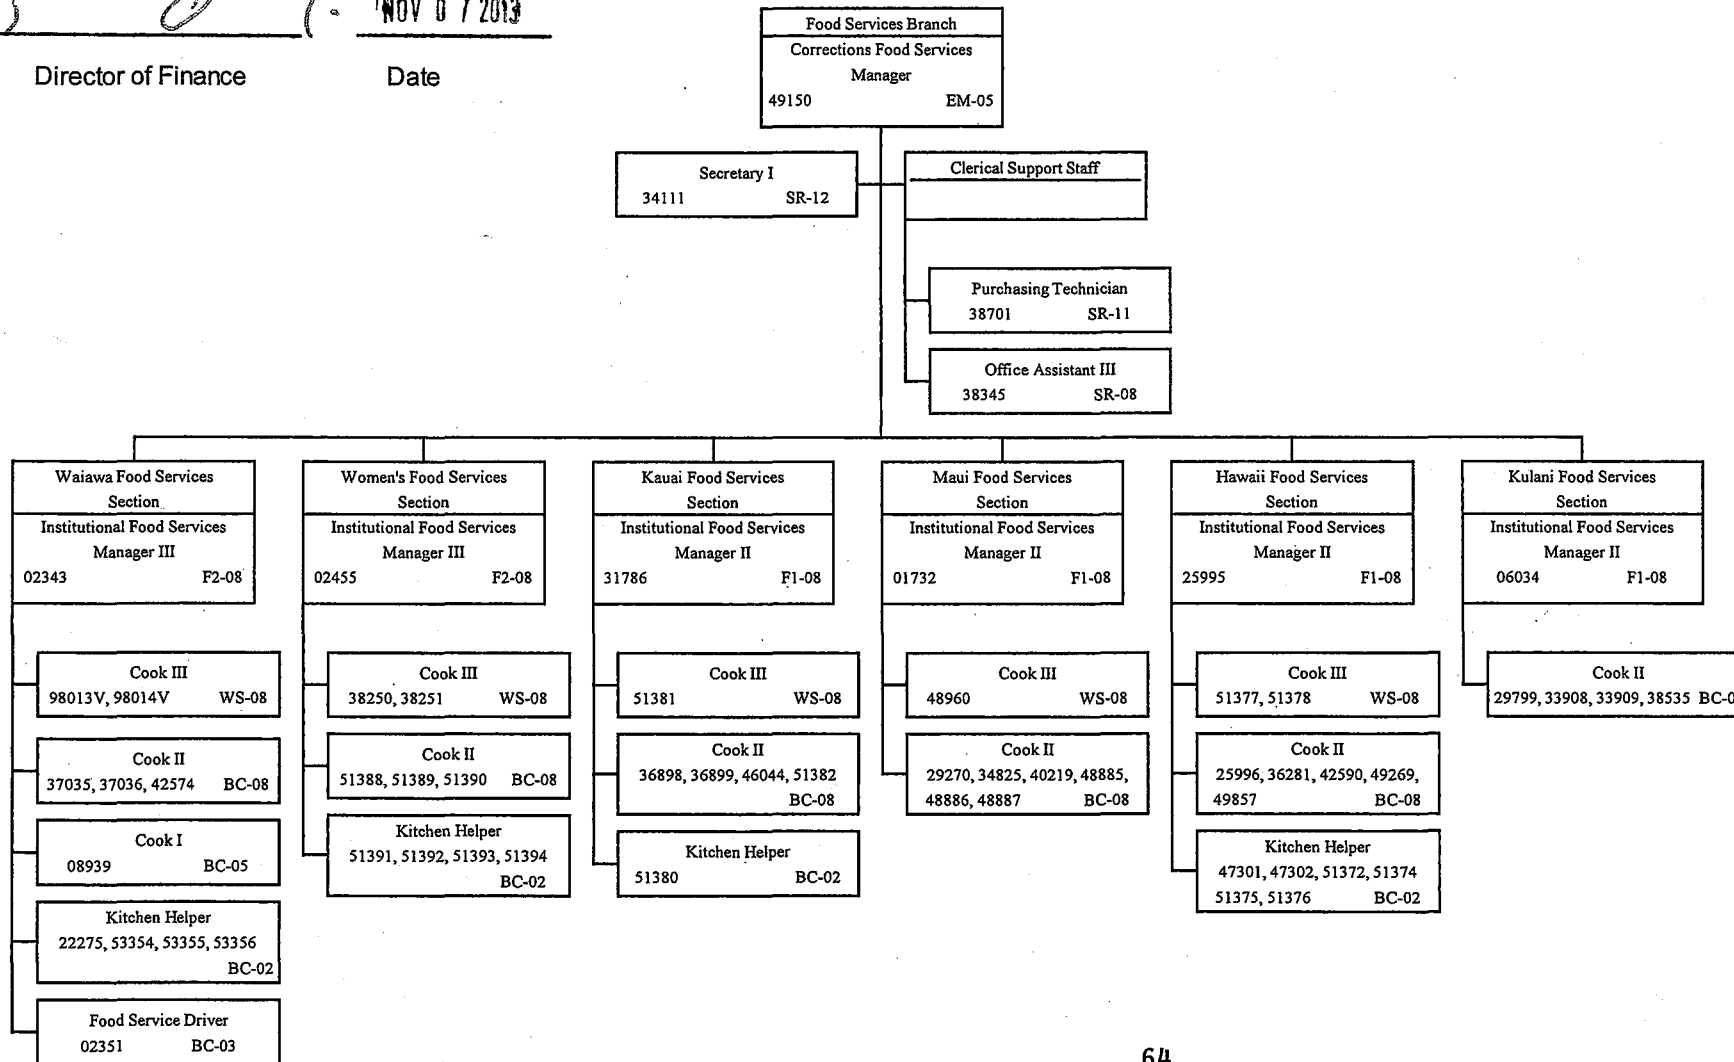 NOV 07 2013
Director of Finance Date
Food Services Branch
Corrections Food Services
Manager
49150 EM-05
Secretary I
34111 SR-12
Clerical Support Staff
Purchasing Technician
38701 SR-11
Office Assistant III
38345 SR-08
Waiawa Food Services
Section
Institutional Food Services
Manager III
02343 F2-08
Cook III
98013V, 98014V WS-08
Cook II
37035, 37036, 42574 BC-08
Cook I
08939 BC-05
Kitchen Helper
22275, 53354, 53355, 53356
BC-02
Food Service Driver
02351 BC-03
Women's Food Services
Section
Institutional Food Services
Manager III
02455 F2-08
Cook III
38250, 38251 WS-08
Cook II
51388, 51389, 51390 BC-08
Kitchen Helper
51391, 51392, 51393, 51394
BC-02
Kauai Food Services
Section
Institutional Food Services
Manager II
31786 F1-08
Cook III
51381 WS-08
Cook II
36898, 36899, 46044, 51382
BC-08
Kitchen Helper
51380 BC-02
Maui Food Services
Section
Institutional Food Services
Manager II
01732 F1-08
Cook III
48960 WS-08
Cook II
29270, 34825, 40219, 48885,
48886, 48887 BC-08
Hawaii Food Services
Section
Institutional Food Services
Manager II
25995 F1-08
Cook III
51377, 51378 WS-08
Cook II
25996, 36281, 42590, 49269,
49857 BC-08
Kitchen Helper
47301, 47302, 51372, 51374
51375, 51376 BC-02
Kulani Food Services
Section
Institutional Food Services
Manager II
06034 F1-08
Cook II
29799, 33908, 33909, 38535
64